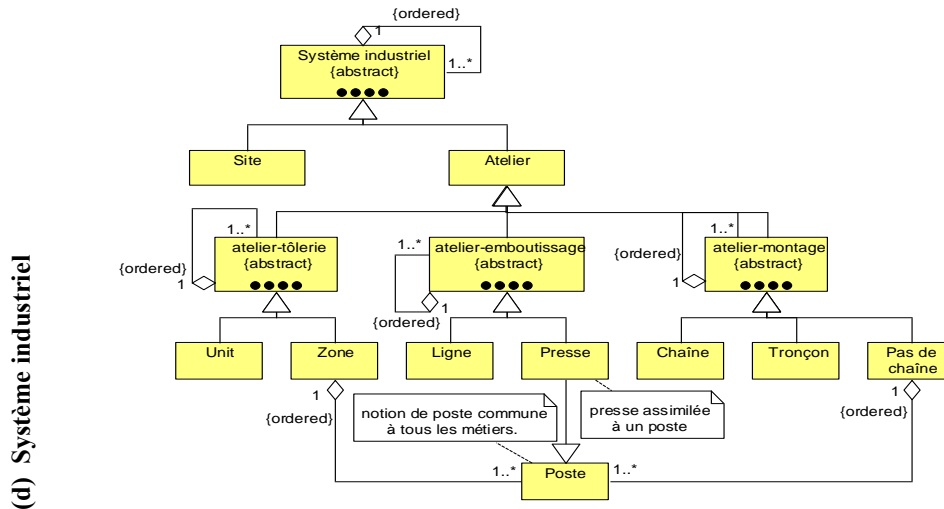 {ordered}
1
Système industriel
{abstract}
1..*
Site
Atelier
1..*
atelier-tôlerie
{abstract}
{ordered}
1
1..*
atelier-emboutissage
{abstract}
1
{ordered}
1..*
atelier-montage
{abstract}
{ordered}
1
Unit
Zone
Ligne
Presse
Chaîne
Tronçon
Pas de
chaîne
1
{ordered}
notion de poste commune
à tous les métiers.
presse assimilée
à un poste
1
{ordered}
1..*
Poste
1..*
(d) Système industriel